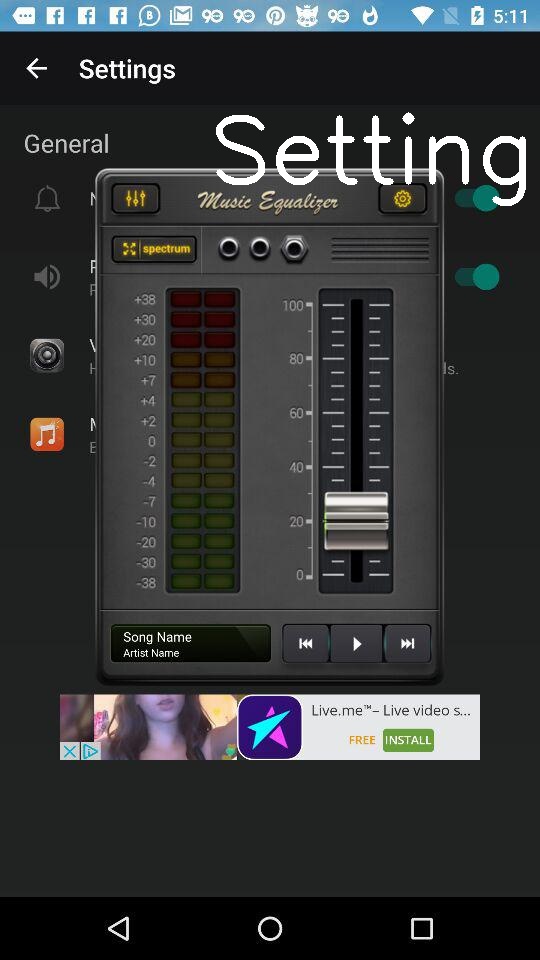 5:11
Settings
General
Setting
Music Equalizer
spectrum
+38
+30
+20
+10
+7
+4
+2
0
-2
-4
-7
-10
-20
-30
-38
100
80
60
40
20
0
ls.
Song Name
Artist Name
Live.me™– Live video s...
FREE INSTALL